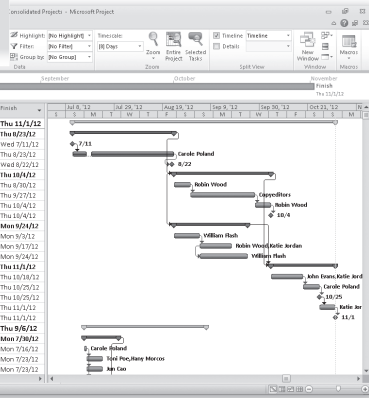 onsolidated Projects – Microsoft Project
Highlight: [No Highlight]
Filter: [No Filter]
Group by: [No Group]
Data
Timescale:
[8] Days
Zoom
Entire Project
Selected Tasks
Zoom
Timeline Timeline
Details
Split View
New Window
Window
Macros
Macros
September
October
November
Finish
Thu 11/1/12
Finish
Jul 8, '12
Jul 29, '12
Aug 19, '12
Sep 9, '12
Sep 30, '12
Oct 21, '12
N
S M T W T F S S M T W T F S
Thu 11/1/12
Thu 8/23/12
Wed 7/11/12
7/11
Thu 8/23/12
Carole Poland
Wed 8/22/12
8/22
Thu 10/4/12
Thu 8/30/12
Robin Wood
Thu 9/27/12
Copyeditors
Thu 10/4/12
Robin Wood
Thu 10/4/12
10/4
Mon 9/24/12
Mon 9/3/12
William Flash
Mon 9/17/12
Robin Wood,Katie Jordan
Mon 9/24/12
William Flash
Thu 11/1/12
Thu 10/18/12
John Evans,Katie Jord
Thu 10/25/12
Carole Poland
Thu 10/25/12
10/25
Thu 11/1/12
Katie Jor
Thu 11/1/12
11/1
Thu 9/6/12
Mon 7/30/12
Mon 7/16/12
Carole Poland
Mon 7/23/12
Toni Poe,Hany Morcos
Mon 7/23/12
Jun Cao